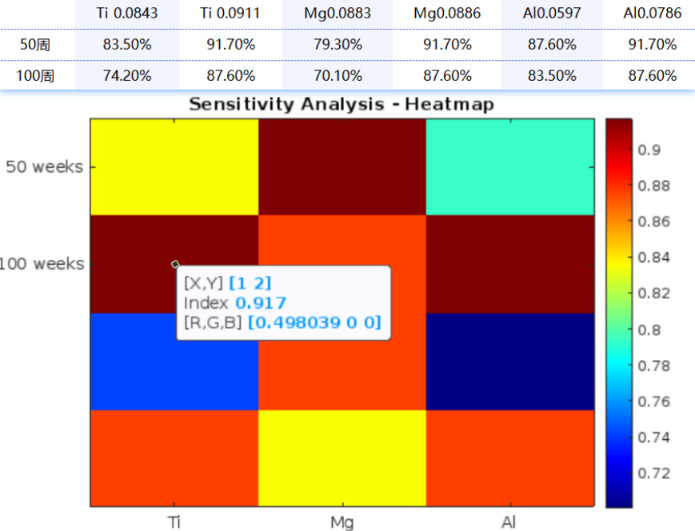 Ti 0.0843 Ti 0.0911 Mg0.0883 Mg0.0886 Al0.0597 Al0.0786
50周 83.50% 91.70% 79.30% 91.70% 87.60% 91.70%
100周 74.20% 87.60% 70.10% 87.60% 83.50% 87.60%
Sensitivity Analysis - Heatmap
50 weeks
100 weeks
[X,Y] [1 2]
Index 0.917
[R,G,B] [0.498039 0 0]
Ti Mg Al
0.9
0.88
0.86
0.84
0.82
0.8
0.78
0.76
0.74
0.72